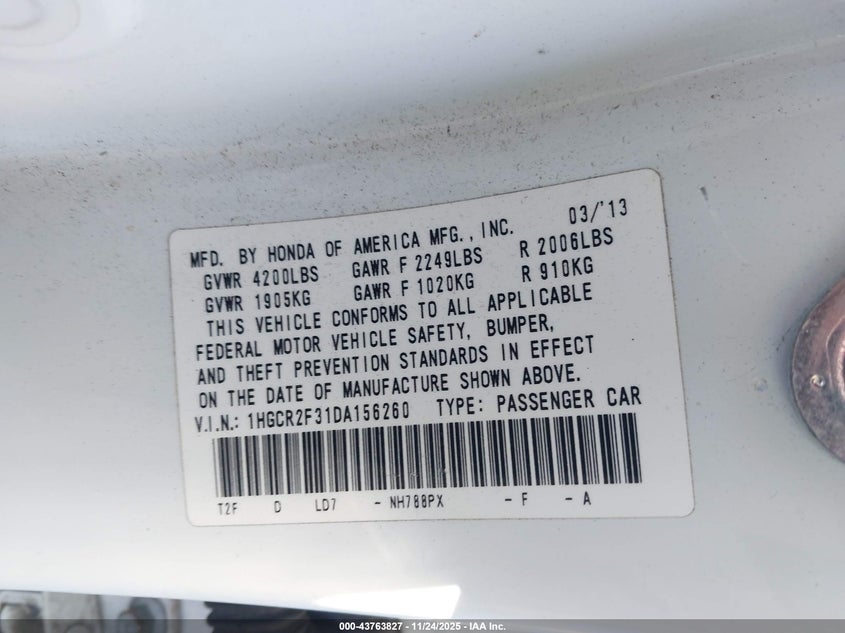 MFD. BY HONDA OF AMERICA MFG., INC. 03/'13
GVWR 4200LBS GAWR F 2249LBS R 2006LBS
GVWR 1905KG GAWR F 1020KG R 910KG
THIS VEHICLE CONFORMS TO ALL APPLICABLE
FEDERAL MOTOR VEHICLE SAFETY, BUMPER,
AND THEFT PREVENTION STANDARDS IN EFFECT
ON THE DATE OF MANUFACTURE SHOWN ABOVE.
V.I.N.: 1HGCR2F31DA156260 TYPE: PASSENGER CAR
T2F D LD7 - NH788PX - F - A
000-43763827 - 11/24/2025 - IAA Inc.